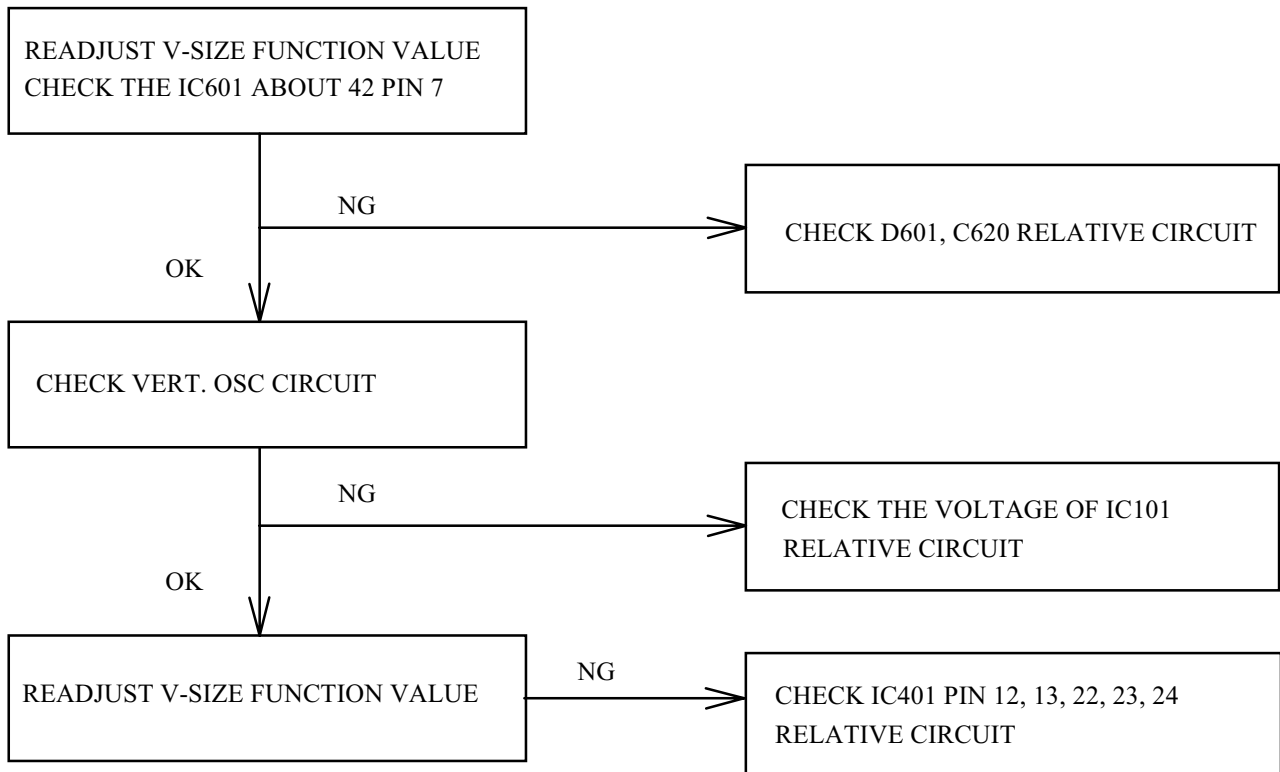 READJUST V-SIZE FUNCTION VALUE
CHECK THE IC601 ABOUT 42 PIN 7
NG
CHECK D601, C620 RELATIVE CIRCUIT
OK
CHECK VERT. OSC CIRCUIT
NG
CHECK THE VOLTAGE OF IC101
RELATIVE CIRCUIT
OK
READJUST V-SIZE FUNCTION VALUE
NG
CHECK IC401 PIN 12, 13, 22, 23, 24
RELATIVE CIRCUIT